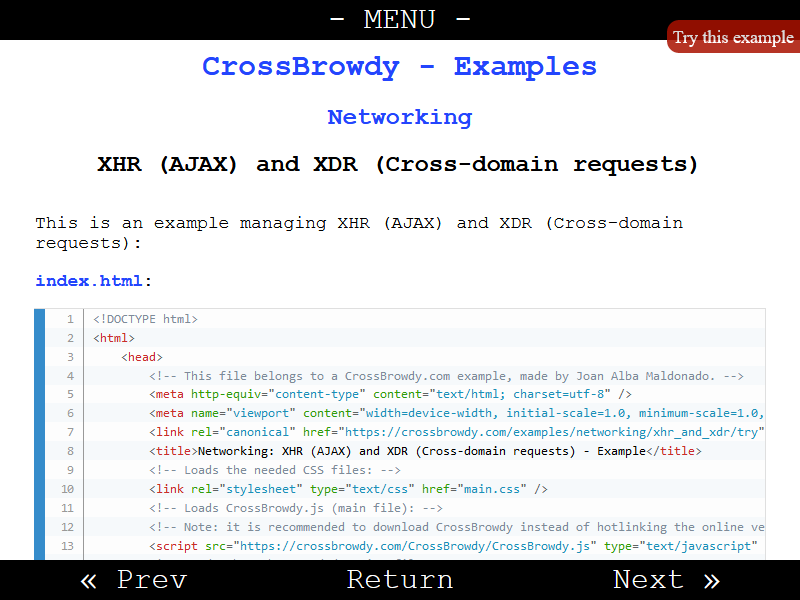 - MENU -
Try this example
CrossBrowdy - Examples
Networking
XHR (AJAX) and XDR (Cross-domain requests)
This is an example managing XHR (AJAX) and XDR (Cross-domain
requests):
index.html:
1 <!DOCTYPE html>
2 <html>
3 <head>
4 <!-- This file belongs to a CrossBrowdy.com example, made by Joan Alba Maldonado. -->
5 <meta http-equiv="content-type" content="text/html; charset=utf-8" />
6 <meta name="viewport" content="width=device-width, initial-scale=1.0, minimum-scale=1.0,
7 <link rel="canonical" href="https://crossbrowdy.com/examples/networking/xhr_and_xdr/try"
8 <title>Networking: XHR (AJAX) and XDR (Cross-domain requests) - Example</title>
9 <!-- Loads the needed CSS files: -->
10 <link rel="stylesheet" type="text/css" href="main.css" />
11 <!-- Loads CrossBrowdy.js (main file): -->
12 <!-- Note: it is recommended to download CrossBrowdy instead of hotlinking the online ve
13 <script src="https://crossbrowdy.com/CrossBrowdy/CrossBrowdy.js" type="text/javascript"
« Prev Return Next »